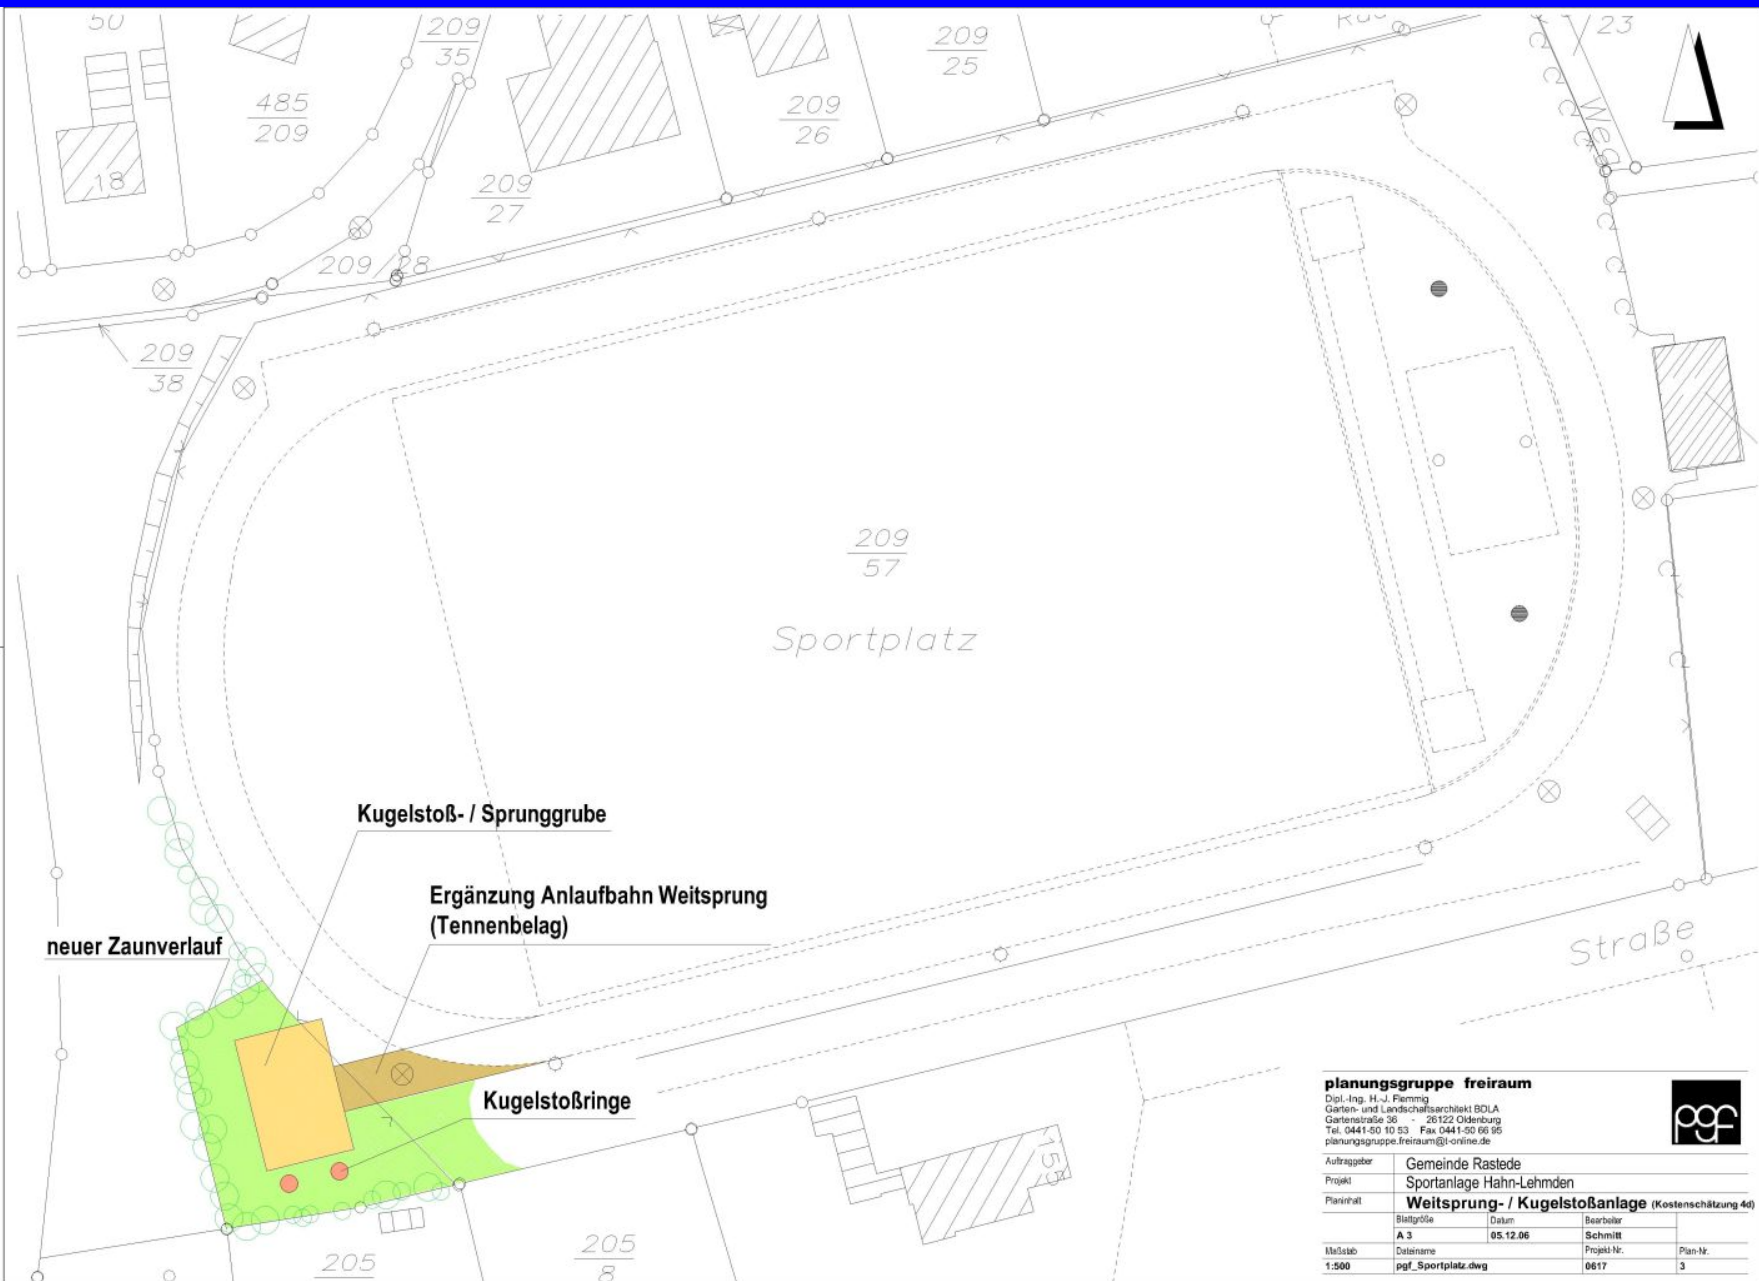 50
209
35
485
209
18
209
27
209
26
209
25
23
Weg
209/28
209
38
209
57
Sportplatz
Kugelstoß- / Sprunggrube
Ergänzung Anlaufbahn Weitsprung
(Tennenbelag)
neuer Zaunverlauf
Kugelstoßringe
Straße
155
205
205
8
planungsgruppe freiraum
Dipl.-Ing. H.-J. Flemmig
Garten- und Landschaftsarchitekt BDLA
Gartenstraße 36 - 26122 Oldenburg
Tel. 0441-50 10 53 Fax 0441-50 66 95
planungsgruppe.freiraum@t-online.de
pgf
Auftraggeber Gemeinde Rastede
Projekt Sportanlage Hahn-Lehmden
Planinhalt Weitsprung- / Kugelstoßanlage (Kostenschätzung 4d)
Blattgröße Datum Bearbeiter
A 3 05.12.06 Schmitt
Maßstab Dateiname Projekt-Nr. Plan-Nr.
1:500 pgf_Sportplatz.dwg 0617 3